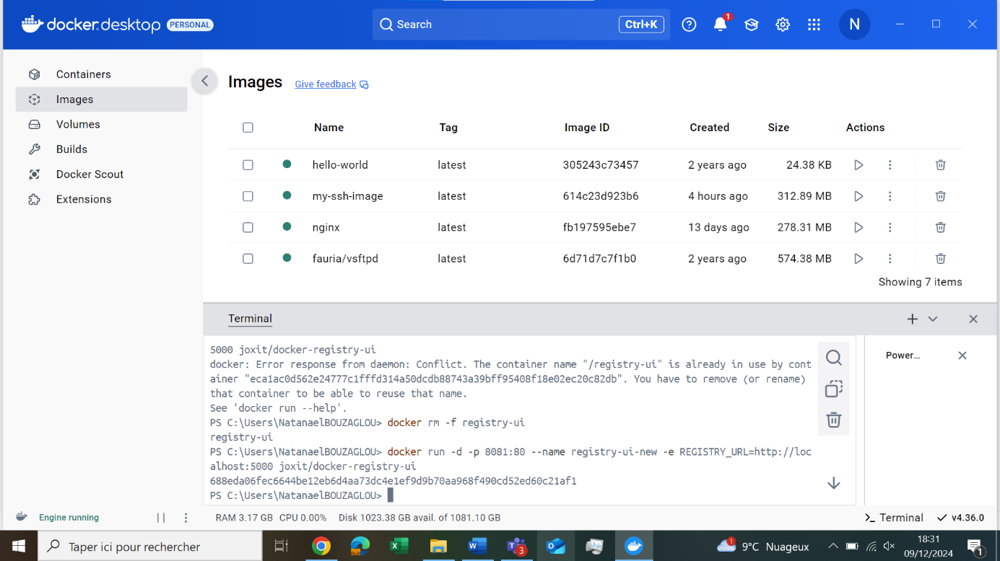 docker.desktop PERSONAL
Search Ctrl+K
1
N
Containers
Images
Volumes
Builds
Docker Scout
Extensions
Images Give feedback
Name Tag Image ID Created Size Actions
hello-world latest 305243c73457 2 years ago 24.38 KB
my-ssh-image latest 614c23d923b6 4 hours ago 312.89 MB
nginx latest fb197595ebe7 13 days ago 278.31 MB
fauria/vsftpd latest 6d71d7c7f1b0 2 years ago 574.38 MB
Showing 7 items
Terminal
5000 joxit/docker-registry-ui
docker: Error response from daemon: Conflict. The container name "/registry-ui" is already in use by cont
ainer "eca1ac0d562e24777c1fffd314a50dcdb88743a39bff95408f18e02ec20c82db". You have to remove (or rename)
that container to be able to reuse that name.
See 'docker run --help'.
PS C:\Users\NatanaelBOUZAGLOU> docker rm -f registry-ui
registry-ui
PS C:\Users\NatanaelBOUZAGLOU> docker run -d -p 8081:80 --name registry-ui-new -e REGISTRY_URL=http://loc
alhost:5000 joxit/docker-registry-ui
688eda06fec6644be12eb6d4aa73dc4e1ef9d9b70aa968f490cd52ed60c21af1
PS C:\Users\NatanaelBOUZAGLOU>
Power...
Engine running
RAM 3.17 GB CPU 0.00% Disk 1023.38 GB avail. of 1081.10 GB
Terminal v4.36.0
Taper ici pour rechercher
3
1
9°C Nuageux
18:31
09/12/2024
1